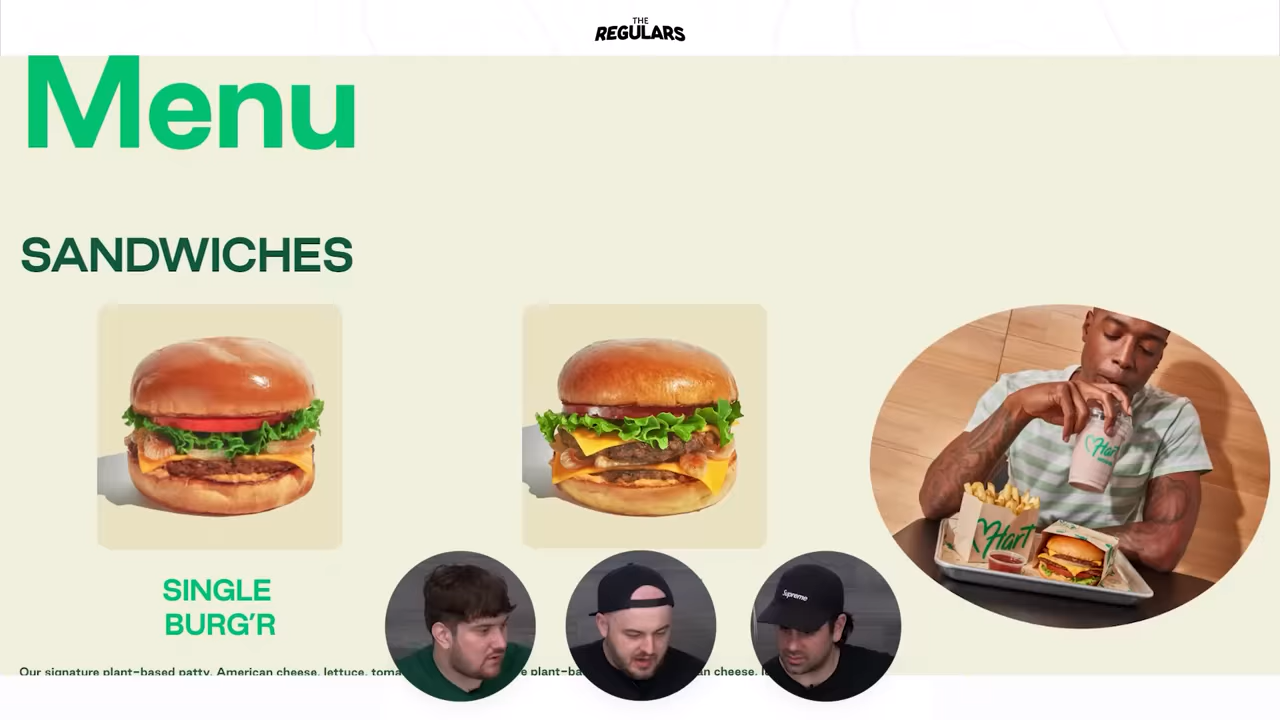 THE
REGULARS
Menu
SANDWICHES
Hart
Hart
SINGLE
BURG'R
Supreme
Our signature plant-based patty, American cheese, lettuce, toma
e plant-ba
an cheese, l